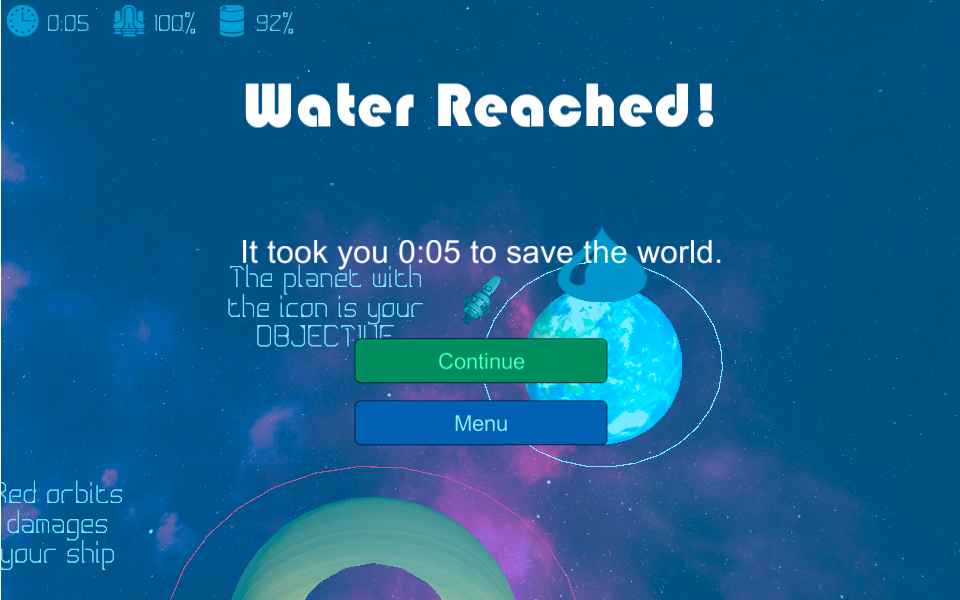 0:05 100% 92%
Water Reached!
It took you 0:05 to save the world.
The planet with
the icon is your
OBJECTIVE
Continue
Menu
Red orbits
damages
your ship